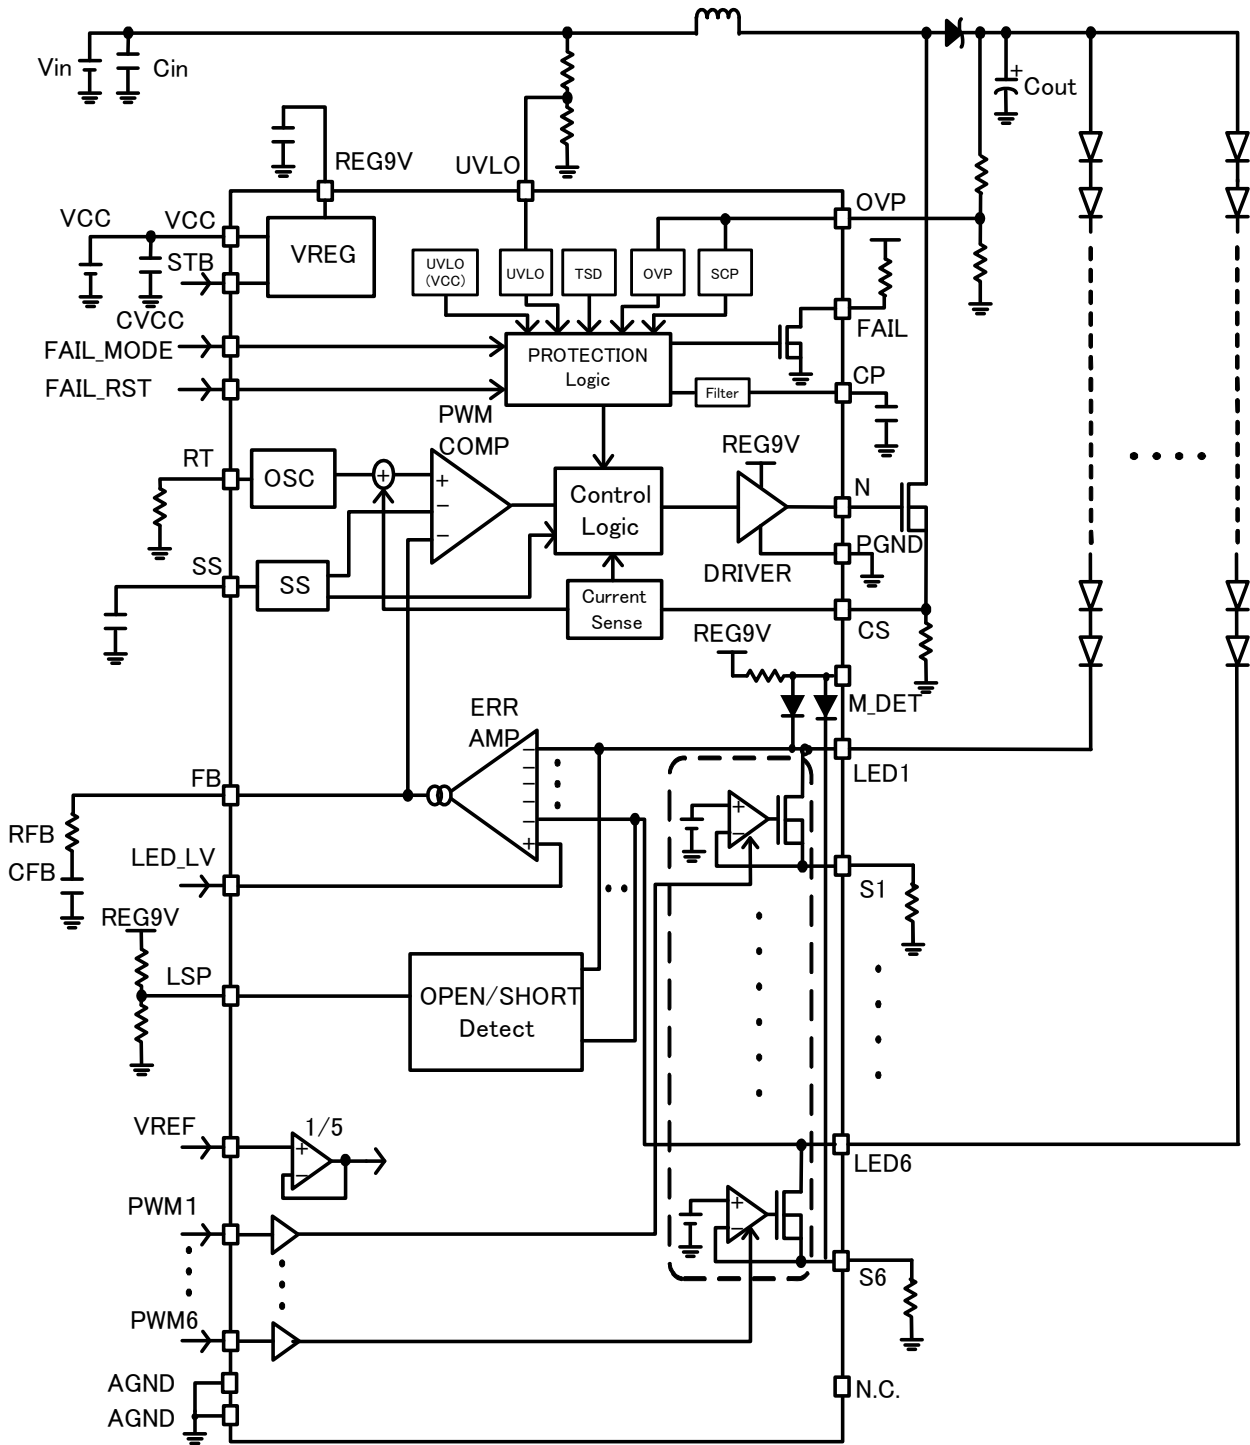 Vin
Cin
+
Cout
REG9V
UVLO
VCC
VCC
STB
CVCC
VREG
UVLO
(VCC)
UVLO
TSD
OVP
SCP
OVP
FAIL
FAIL_MODE
FAIL_RST
PROTECTION
Logic
Filter
CP
PWM
COMP
RT
OSC
+
+
−
−
Control
Logic
REG9V
DRIVER
N
PGND
SS
SS
Current
Sense
CS
REG9V
M_DET
ERR
AMP
−
−
−
−
−
+
LED1
FB
RFB
CFB
LED_LV
+
−
S1
REG9V
LSP
OPEN/SHORT
Detect
VREF
1/5
+
−
LED6
PWM1
+
−
S6
PWM6
AGND
AGND
N.C.